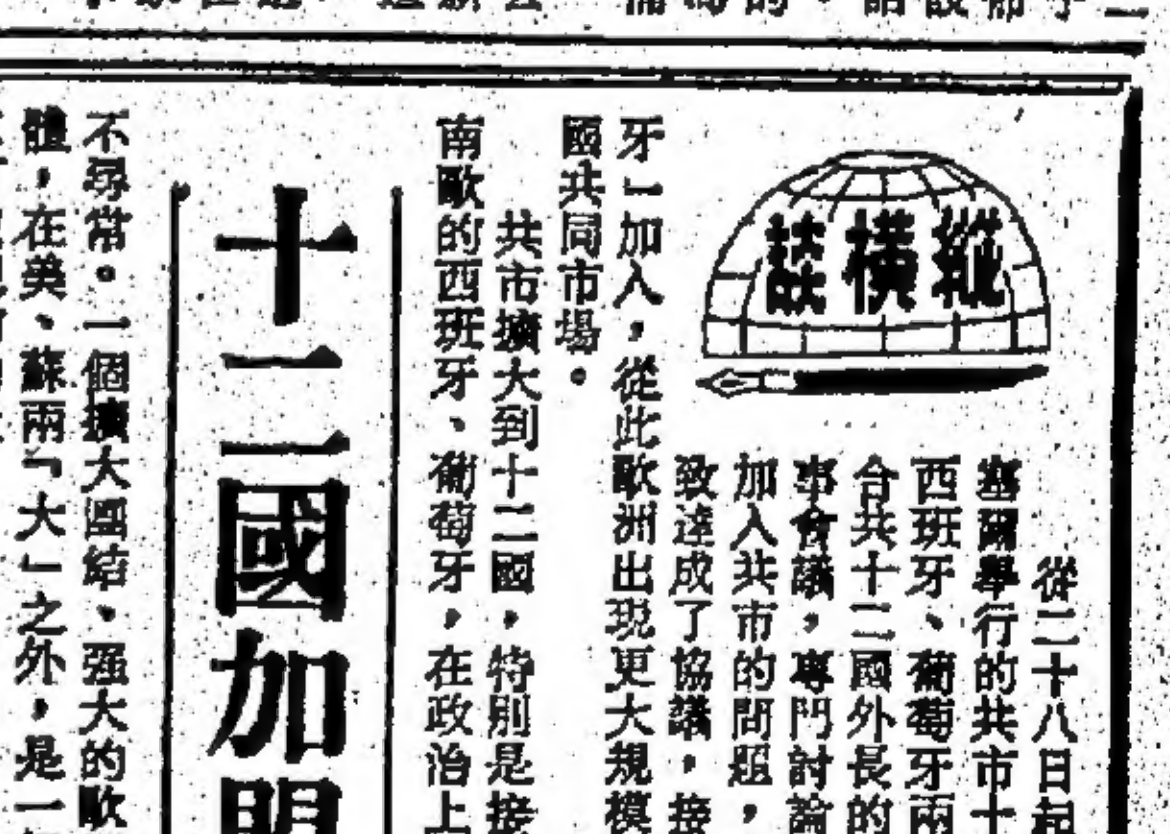 縱橫談
從二十八日起
塞爾舉行的共市十
西班牙、葡萄牙兩
合共十二國外長的
事會議，專門討論
加入共市的問題，
致達成了協議，接
牙」加入，從此歐洲出現更大規模
國共同市場。
共市擴大到十二國，特別是接
南歐的西班牙、葡萄牙，在政治上
十二國加盟
不尋常。一個擴大團結、强大的歐
體，在美、蘇兩「大」之外，是一